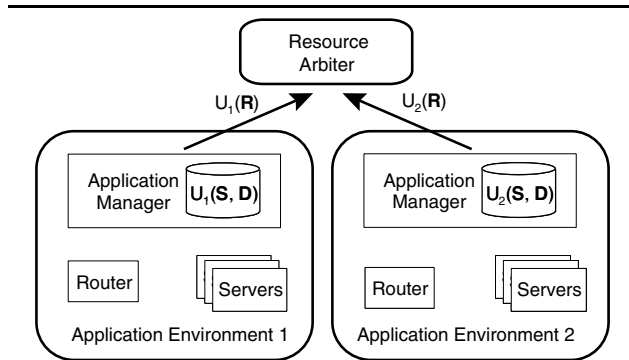 Resource
Arbiter
U₁(R)
U₂(R)
Application
Manager
U₁(S, D)
Application
Manager
U₂(S, D)
Router
Servers
Router
Servers
Application Environment 1
Application Environment 2